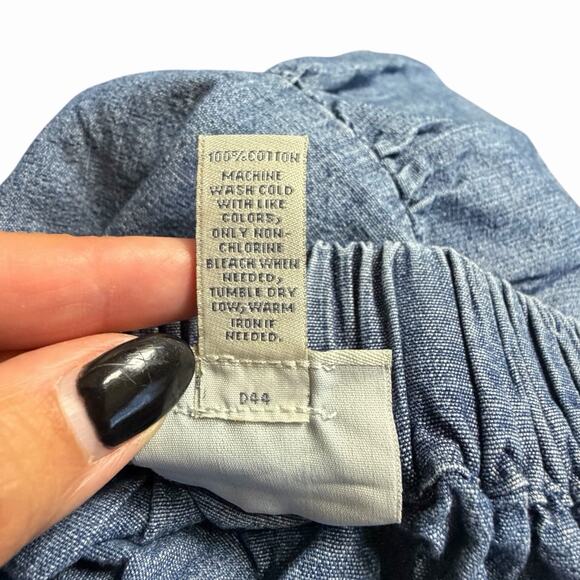 100% COTTON
MACHINE
WASH COLD
WITH LIKE
COLORS,
ONLY NON-
CHLORINE
BLEACH WHEN
NEEDED,
TUMBLE DRY
LOW, WARM
IRON IF
NEEDED.
D44